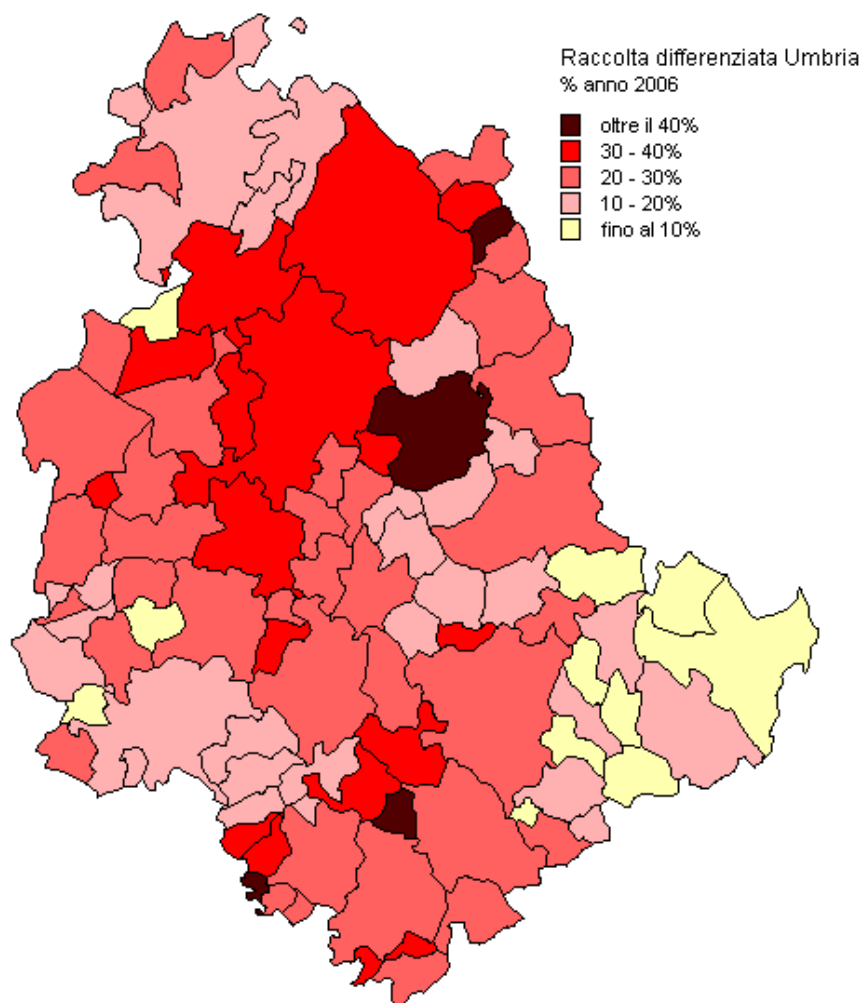 Raccolta differenziata Umbria
% anno 2006
oltre il 40%
30 - 40%
20 - 30%
10 - 20%
fino al 10%